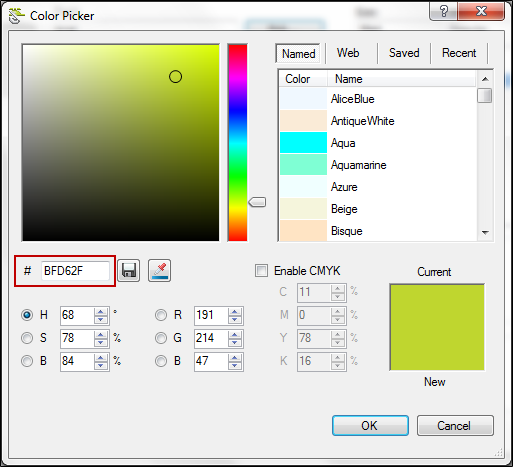 Color Picker
?
Named Web Saved Recent
Color Name
AliceBlue
AntiqueWhite
Aqua
Aquamarine
Azure
Beige
Bisque
# BFD62F
H 68 °
S 78 %
B 84 %
R 191
G 214
B 47
Enable CMYK
C 11 %
M 0 %
Y 78 %
K 16 %
Current
New
OK Cancel